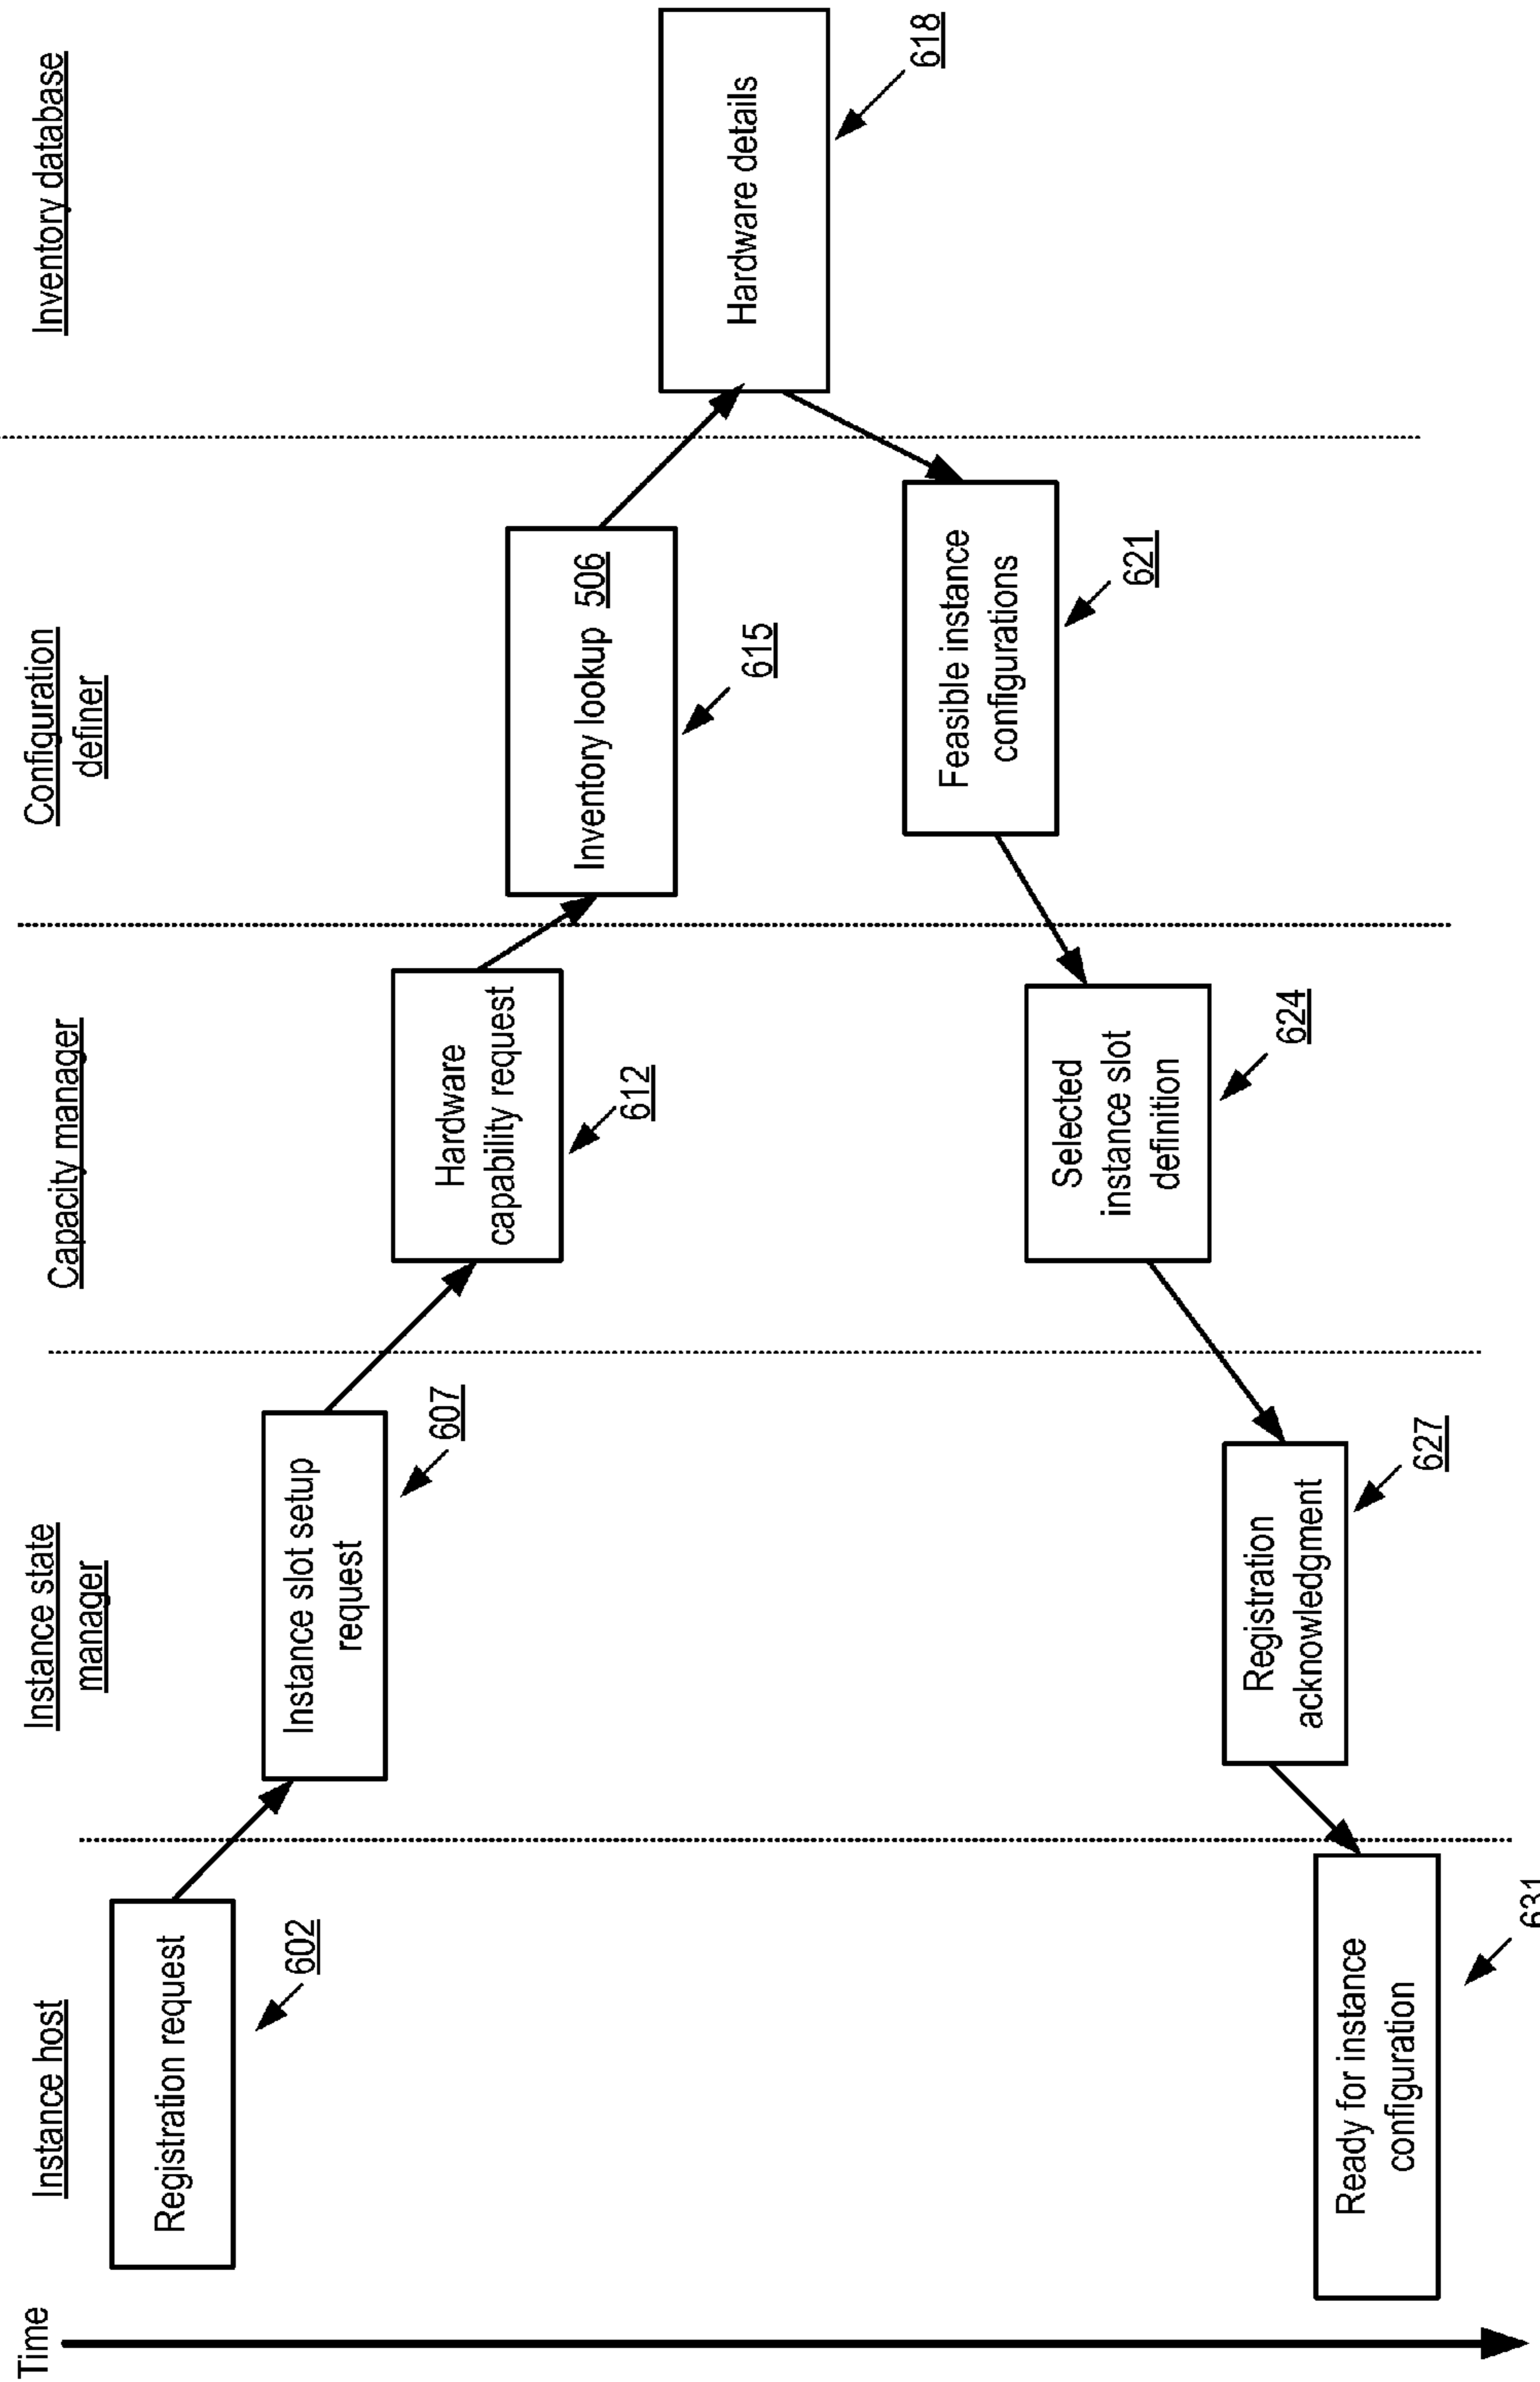 Time
Instance host
Instance state
manager
Capacity manager
Configuration
definer
Inventory database
Registration request
602
Instance slot setup
request
607
Hardware
capability request
612
Inventory lookup 506
615
Hardware details
618
Feasible instance
configurations
621
Selected
instance slot
definition
624
Registration
acknowledgment
627
Ready for instance
configuration
631